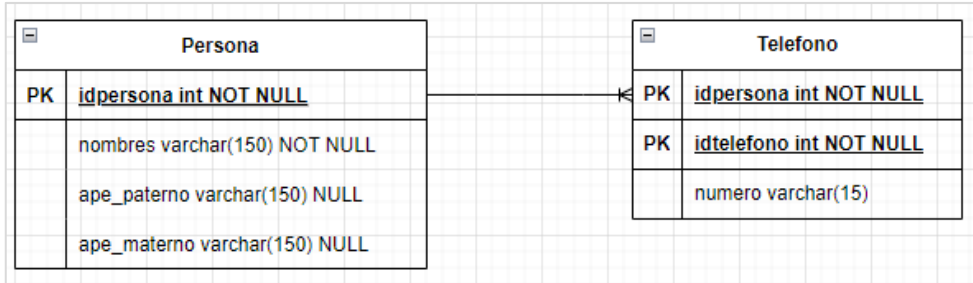 Persona
PK idpersona int NOT NULL
nombres varchar(150) NOT NULL
ape_paterno varchar(150) NULL
ape_materno varchar(150) NULL
Telefono
PK idpersona int NOT NULL
PK idtelefono int NOT NULL
numero varchar(15)